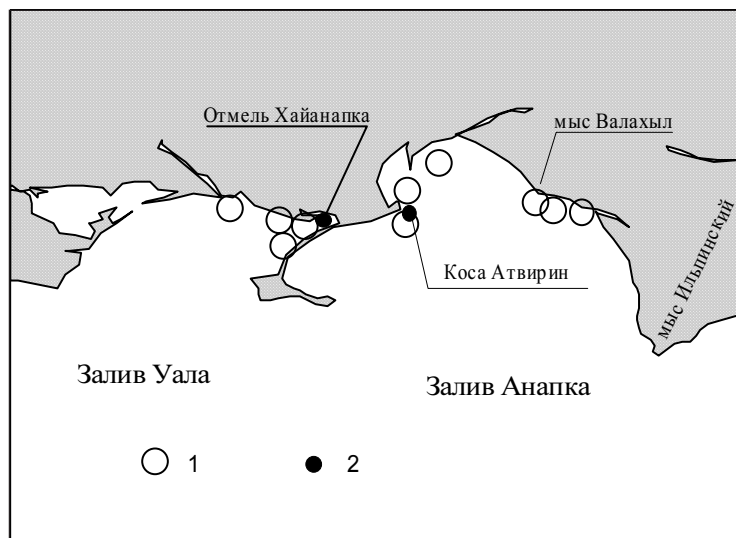 Отмель Хайанапка
мыс Валахыл
Коса Атвирин
мыс Ильпинский
Залив Уала
Залив Анапка
1
2